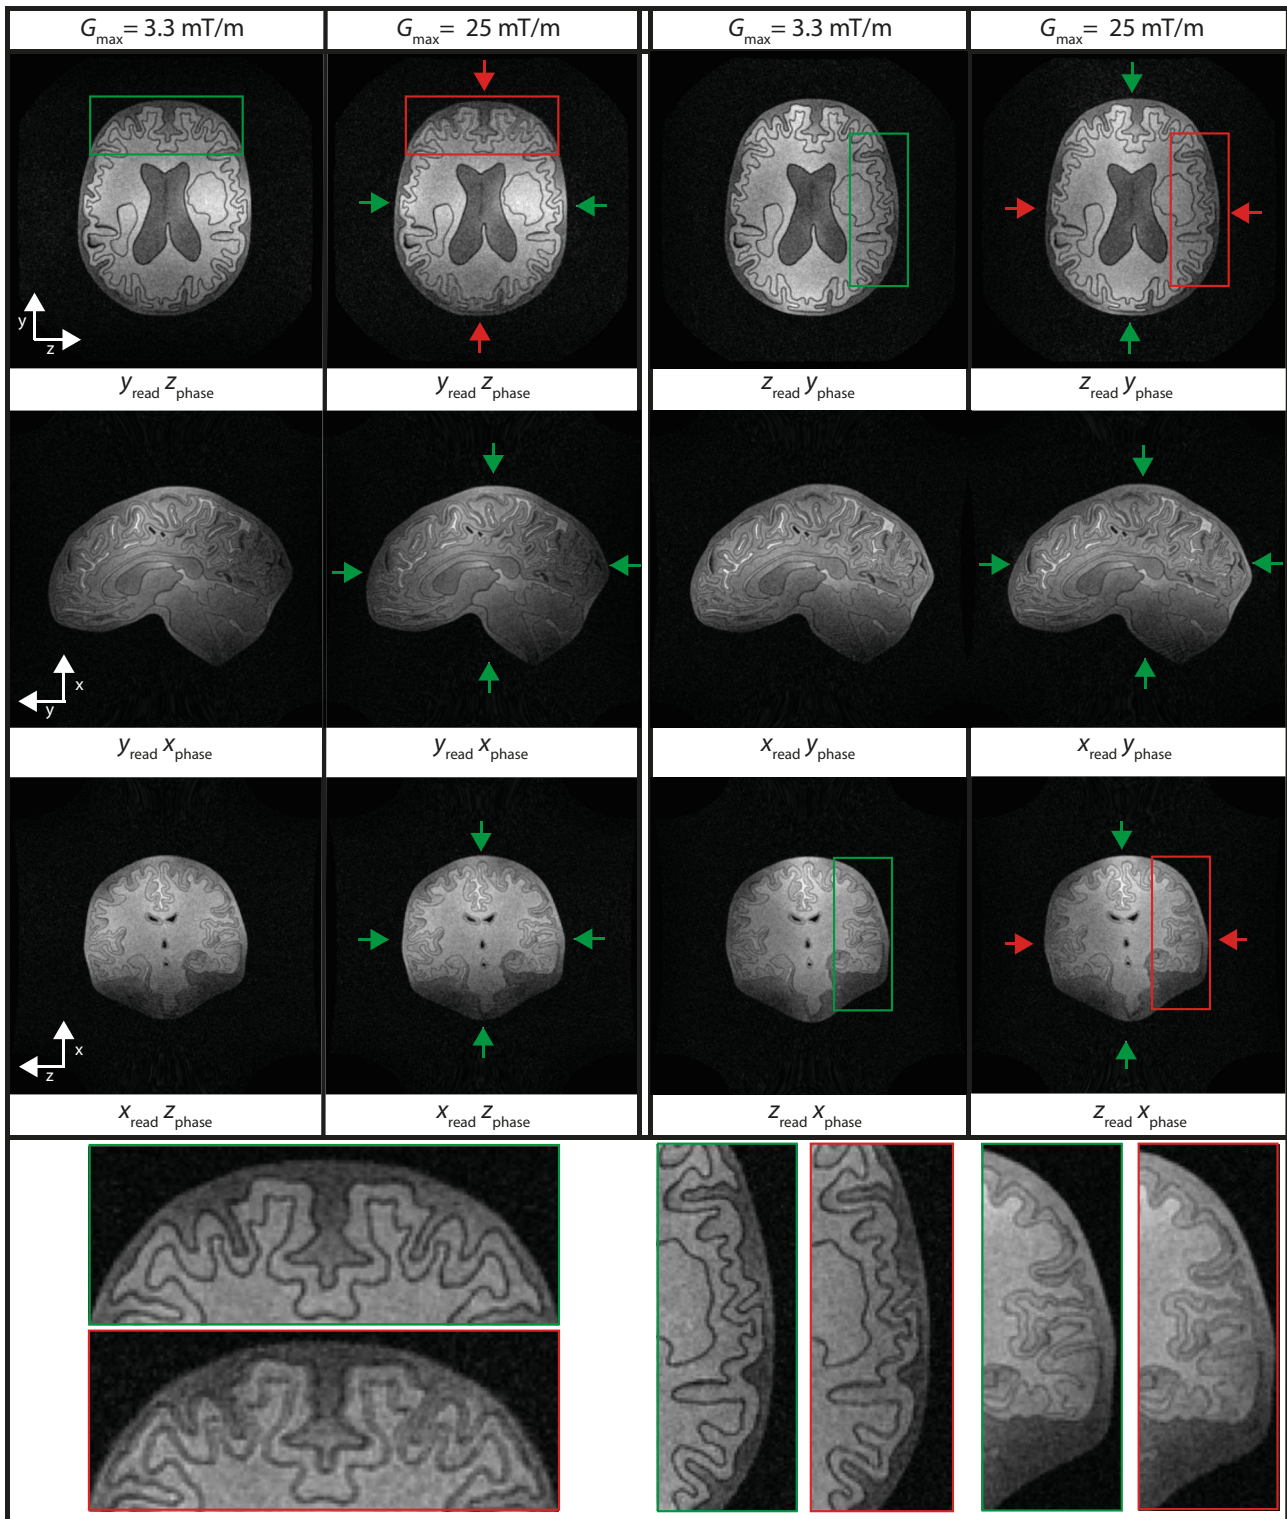 Gmax= 3.3 mT/m
Gmax= 25 mT/m
Gmax= 3.3 mT/m
Gmax= 25 mT/m
y
z
yread zphase
yread zphase
zread yphase
zread yphase
x
y
yread xphase
yread xphase
xread yphase
xread yphase
x
z
xread zphase
xread zphase
zread xphase
zread xphase